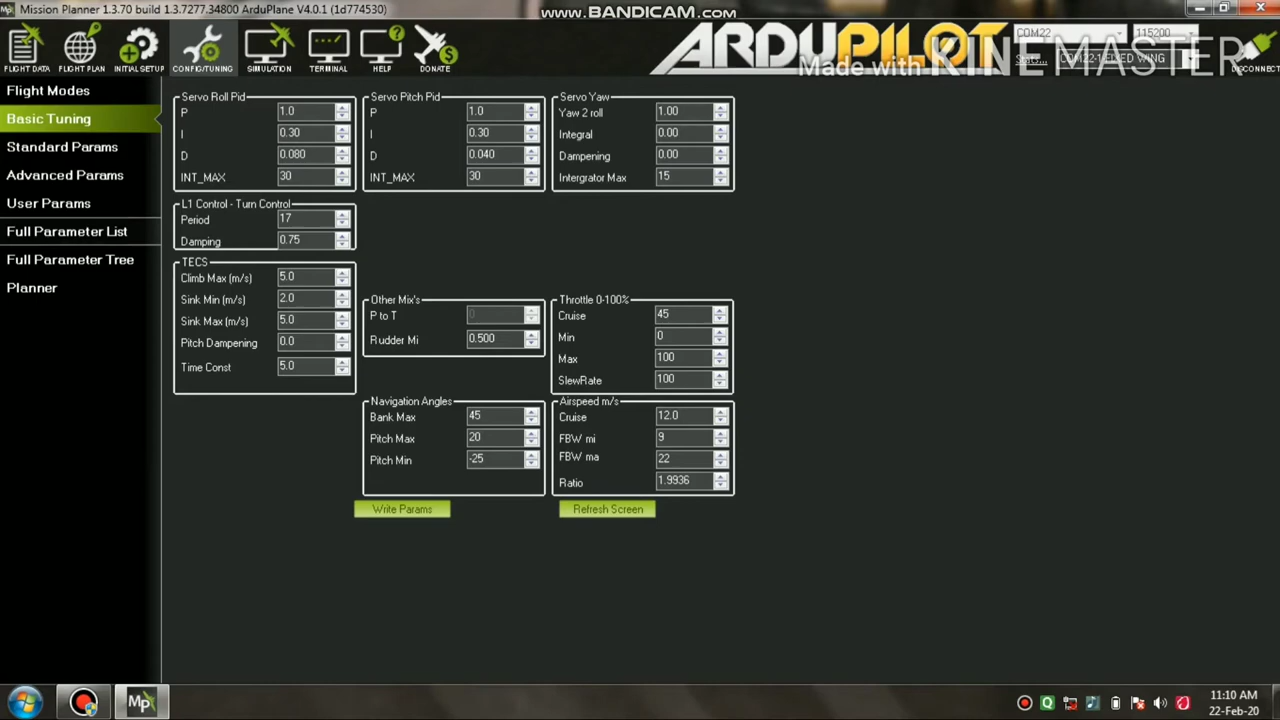 Mission Planner 1.3.70 build 1.3.7277.34800 ArduPlane V4.0.1 (1d774530)
www.BANDICAM.com
FLIGHT DATA FLIGHT PLAN INITIAL SETUP CONFIG/TUNING SIMULATION TERMINAL HELP DONATE
ARDUPILOT
Made with KINEMASTER
COM22 115200
Stats... COM22-1-FIXED WING
DISCONNECT
Flight Modes
Basic Tuning
Standard Params
Advanced Params
User Params
Full Parameter List
Full Parameter Tree
Planner
Servo Roll Pid
P 1.0
I 0.30
D 0.080
INT_MAX 30
Servo Pitch Pid
P 1.0
I 0.30
D 0.040
INT_MAX 30
Servo Yaw
Yaw 2 roll 1.00
Integral 0.00
Dampening 0.00
Intergrator Max 15
L1 Control - Turn Control
Period 17
Damping 0.75
TECS
Climb Max (m/s) 5.0
Sink Min (m/s) 2.0
Sink Max (m/s) 5.0
Pitch Dampening 0.0
Time Const 5.0
Other Mix's
P to T 0
Rudder Mi 0.500
Throttle 0-100%
Cruise 45
Min 0
Max 100
SlewRate 100
Navigation Angles
Bank Max 45
Pitch Max 20
Pitch Min -25
Airspeed m/s
Cruise 12.0
FBW mi 9
FBW ma 22
Ratio 1.9936
Write Params
Refresh Screen
Mp
11:10 AM
22-Feb-20